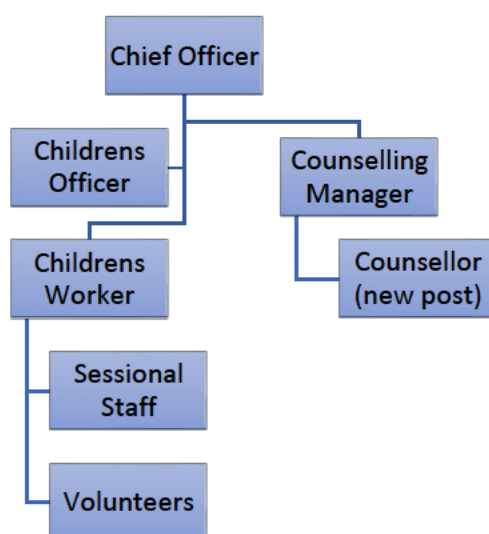 Chief Officer
Childrens
Officer
Counselling
Manager
Childrens
Worker
Counsellor
(new post)
Sessional
Staff
Volunteers